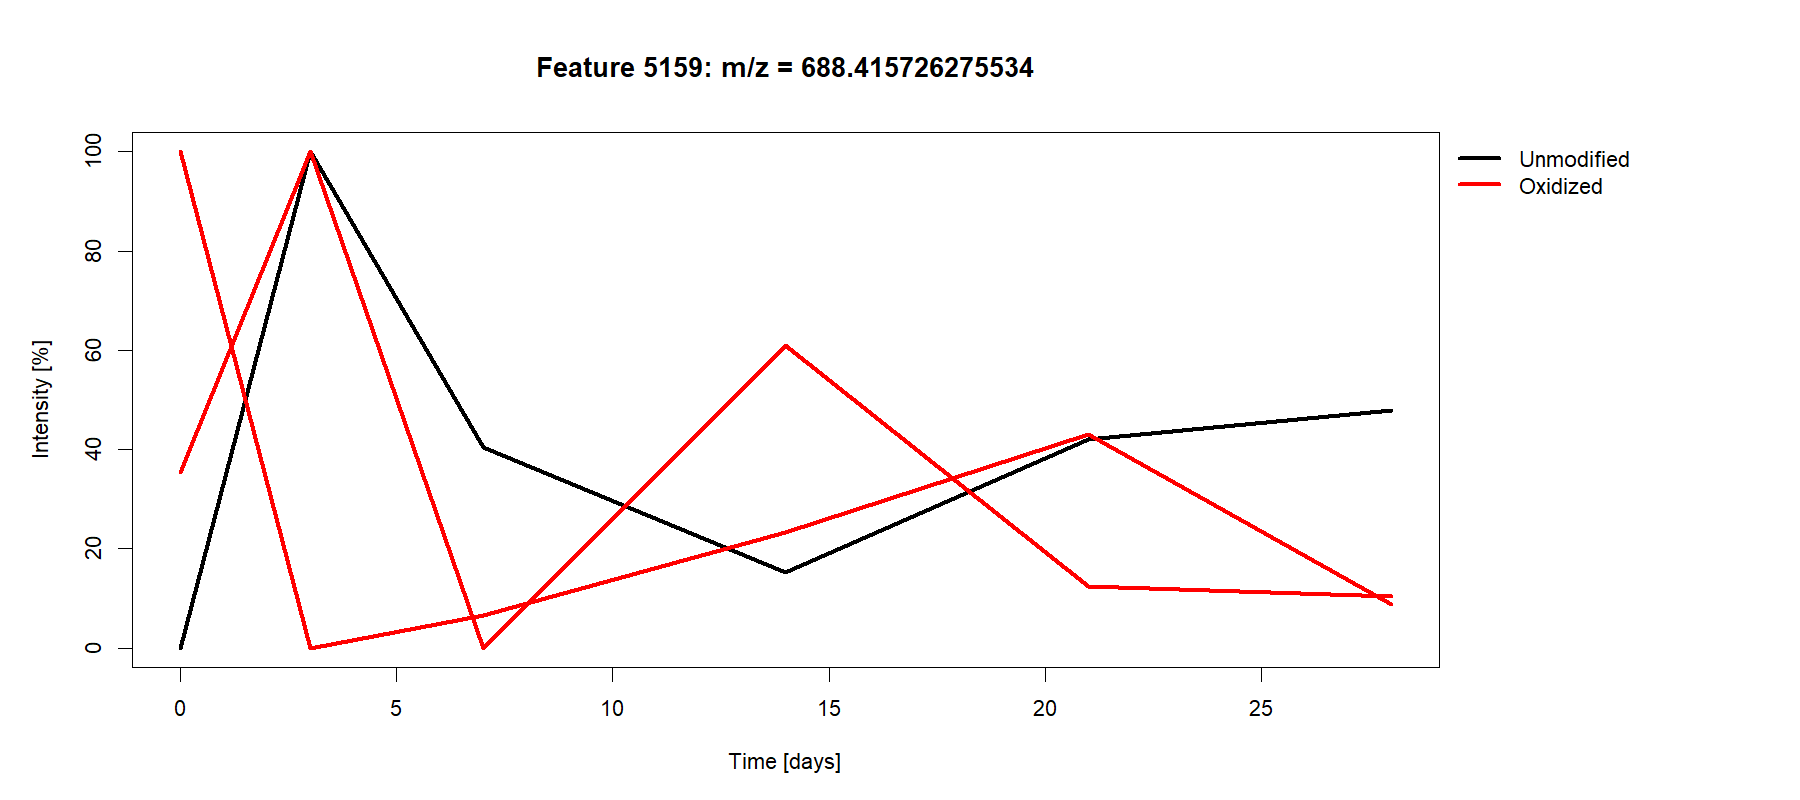 Feature 5159: m/z = 688.415726275534
Unmodified
Oxidized
Intensity [%]
100
80
60
40
20
0
0 5 10 15 20 25
Time [days]